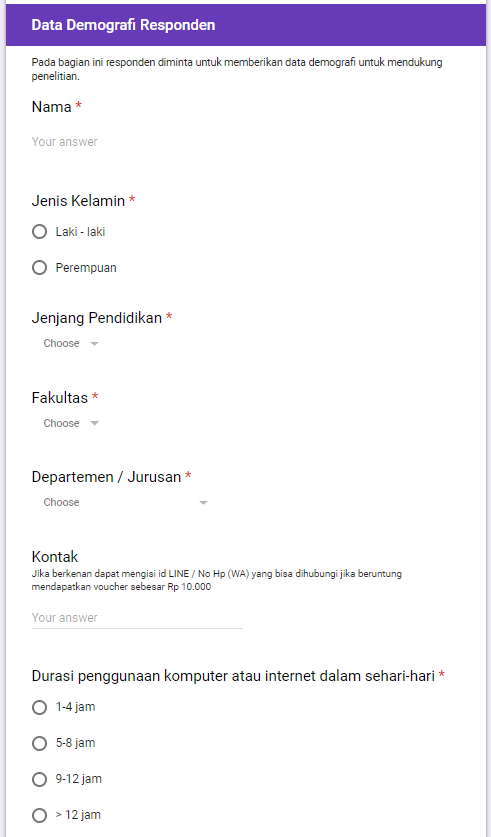 Data Demografi Responden
Pada bagian ini responden diminta untuk memberikan data demografi untuk mendukung
penelitian.
Nama *
Your answer
Jenis Kelamin *
Laki - laki
Perempuan
Jenjang Pendidikan *
Choose
Fakultas *
Choose
Departemen / Jurusan *
Choose
Kontak
Jika berkenan dapat mengisi id LINE / No Hp (WA) yang bisa dihubungi jika beruntung
mendapatkan voucher sebesar Rp 10.000
Your answer
Durasi penggunaan komputer atau internet dalam sehari-hari *
1-4 jam
5-8 jam
9-12 jam
> 12 jam